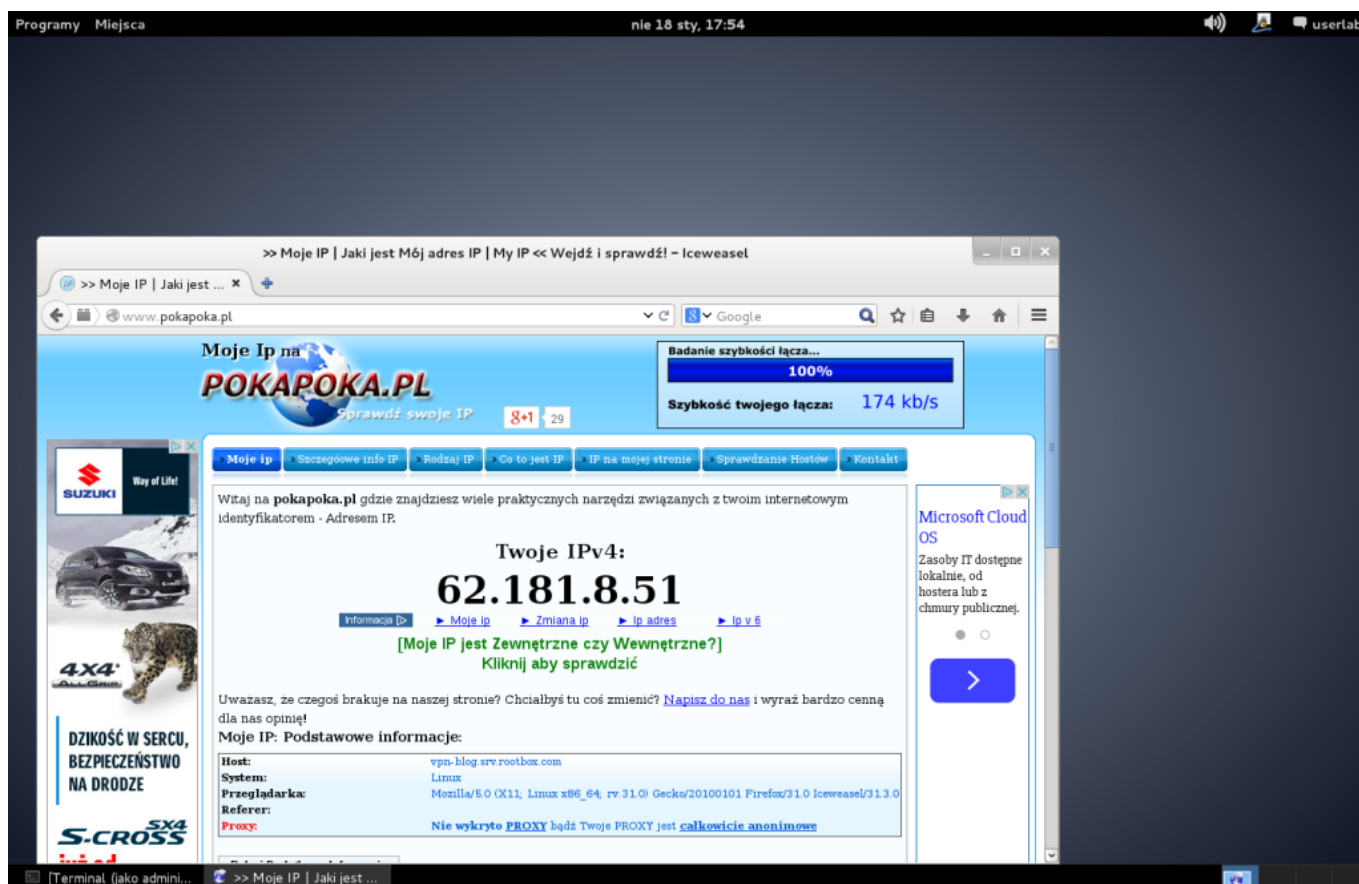 Programy Miejsca nie 18 sty, 17:54 userlab
>> Moje IP | Jaki jest Mój adres IP | My IP << Wejdź i sprawdź! – Iceweasel
>> Moje IP | Jaki jest ...
www.pokapoka.pl Google
Moje Ip na
POKAPOKA.PL
Sprawdź swoje IP
g+1 29
Badanie szybkości łącza...
100%
Szybkość twojego łącza: 174 kb/s
SUZUKI
Way of Life!
4X4
ALLGRIP
DZIKOŚĆ W SERCU,
BEZPIECZEŃSTWO
NA DRODZE
S-CROSS SX4
Moje ip Szczegóowe info IP Rodzaj IP Co to jest IP IP na mojej stronie Sprawdzanie Hostów Kontakt
Witaj na pokapoka.pl gdzie znajdziesz wiele praktycznych narzędzi związanych z twoim internetowym
identyfikatorem - Adresem IP.
Twoje IPv4:
62.181.8.51
Informacja Moje ip Zmiana ip Ip adres Ip v 6
[Moje IP jest Zewnętrzne czy Wewnętrzne?]
Kliknij aby sprawdzić
Uważasz, że czegoś brakuje na naszej stronie? Chciałbyś tu coś zmienić? Napisz do nas i wyraź bardzo cenną
dla nas opinię!
Moje IP: Podstawowe informacje:
Host: vpn-blog.srv.rootbox.com
System: Linux
Przeglądarka: Mozilla/5.0 (X11; Linux x86_64; rv:31.0) Gecko/20100101 Firefox/31.0 Iceweasel/31.3.0
Referer:
Proxy: Nie wykryto PROXY bądź Twoje PROXY jest całkowicie anonimowe
Microsoft Cloud
OS
Zasoby IT dostępne
lokalnie, od
hostera lub z
chmury publicznej.
[Terminal (jako admini... >> Moje IP | Jaki jest ...